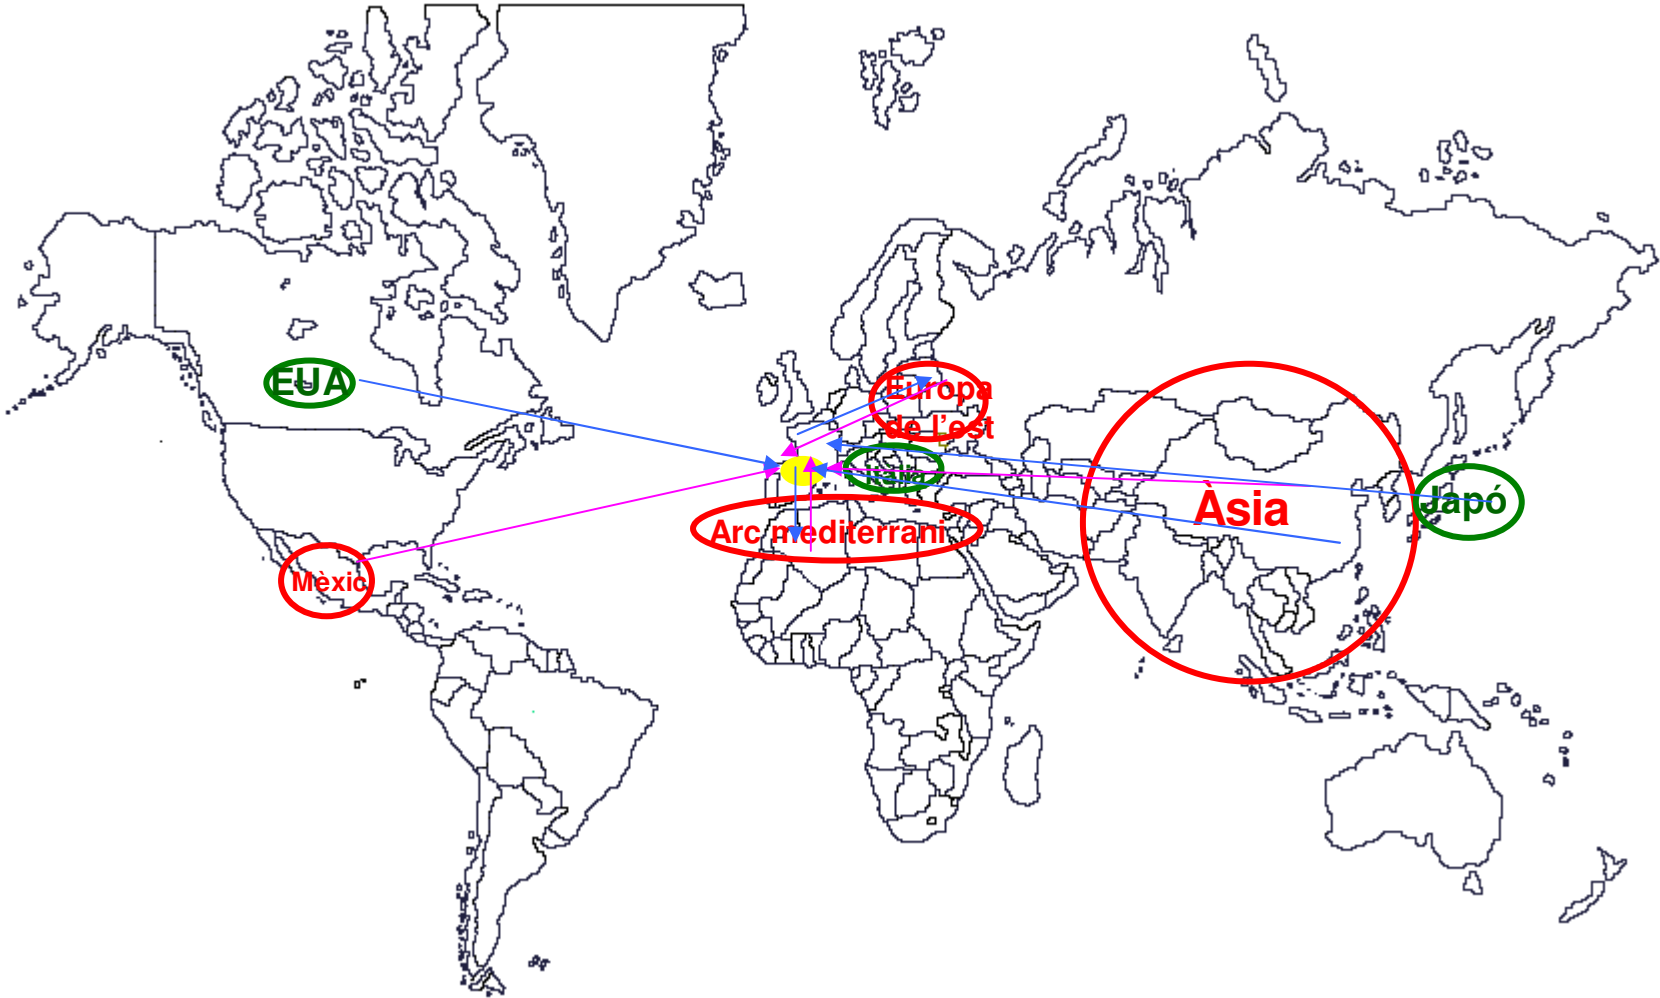 EUA
Europa
de l'est
Itàlia
Àsia
Japó
Arc mediterrani
Mèxic